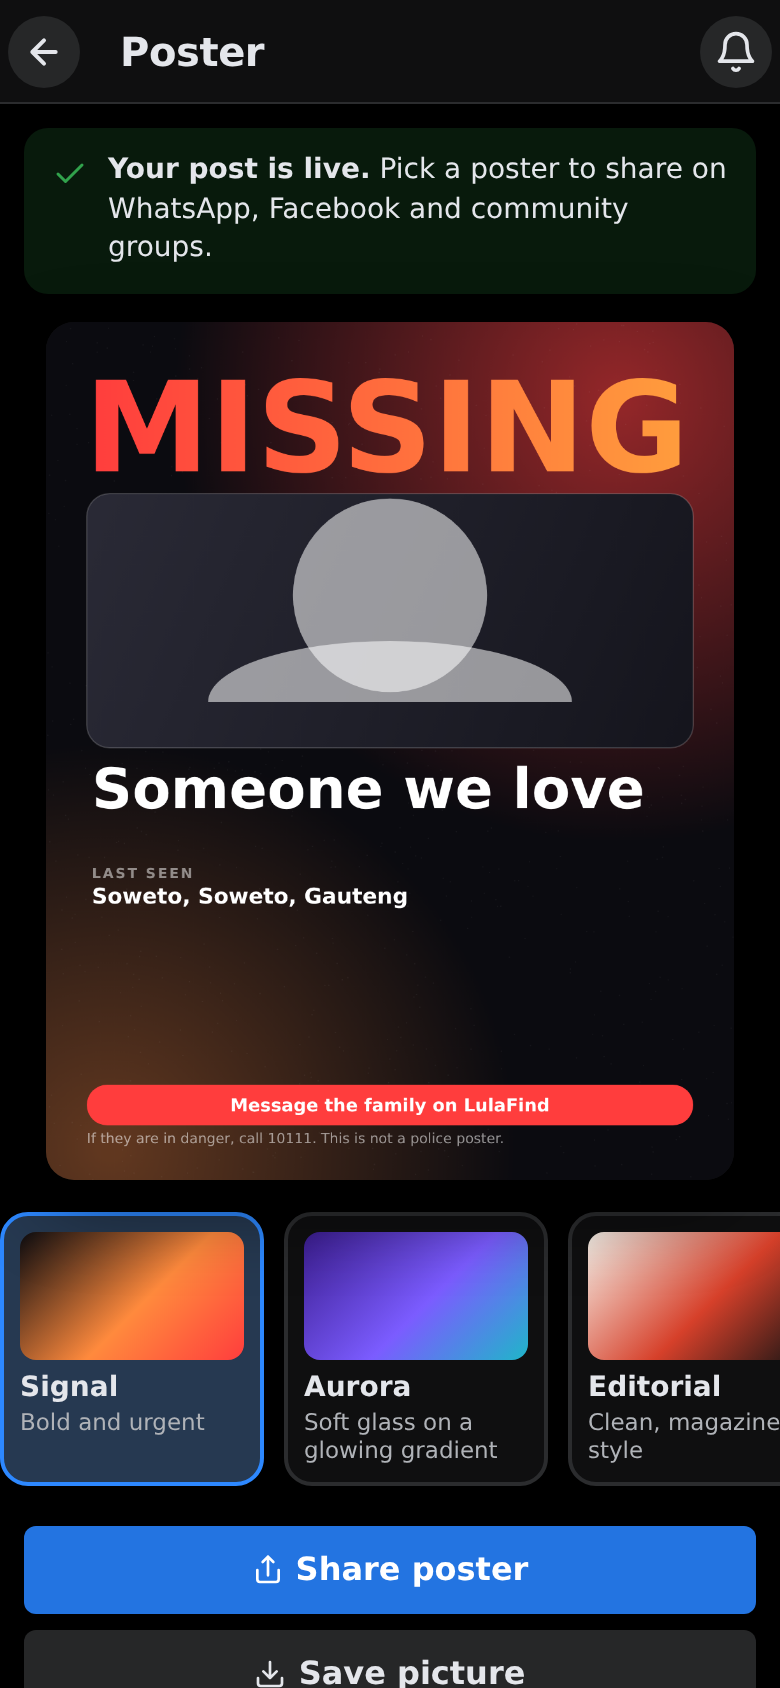 Poster
Your post is live. Pick a poster to share on
WhatsApp, Facebook and community
groups.
MISSING
Someone we love
LAST SEEN
Soweto, Soweto, Gauteng
Message the family on LulaFind
If they are in danger, call 10111. This is not a police poster.
Signal
Bold and urgent
Aurora
Soft glass on a
glowing gradient
Editorial
Clean, magazine
style
Share poster
Save picture